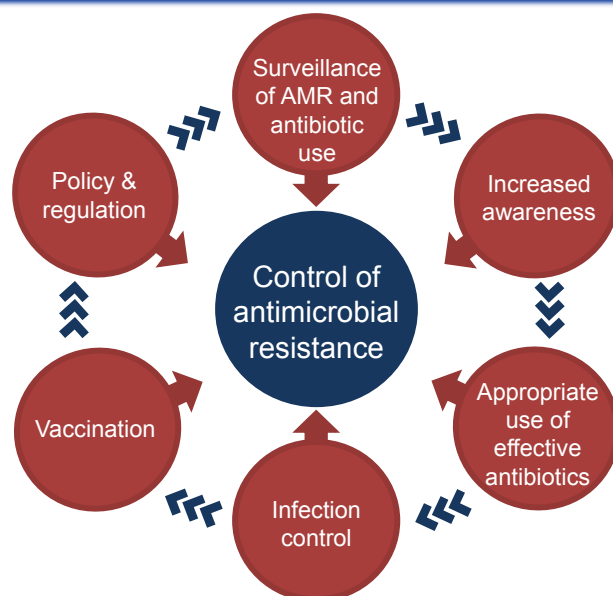 Surveillance
of AMR and
antibiotic
use
Increased
awareness
Appropriate
use of
effective
antibiotics
Infection
control
Vaccination
Policy &
regulation
Control of
antimicrobial
resistance